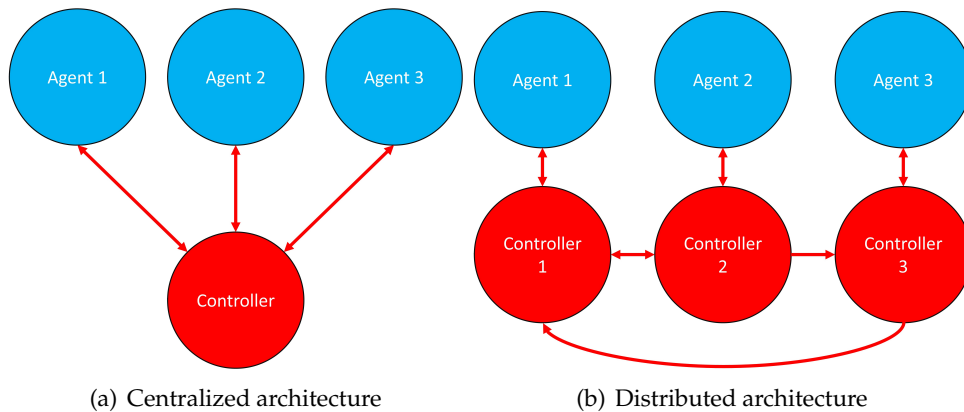 Agent 1
Agent 2
Agent 3
Controller
(a) Centralized architecture
Agent 1
Agent 2
Agent 3
Controller
1
Controller
2
Controller
3
(b) Distributed architecture